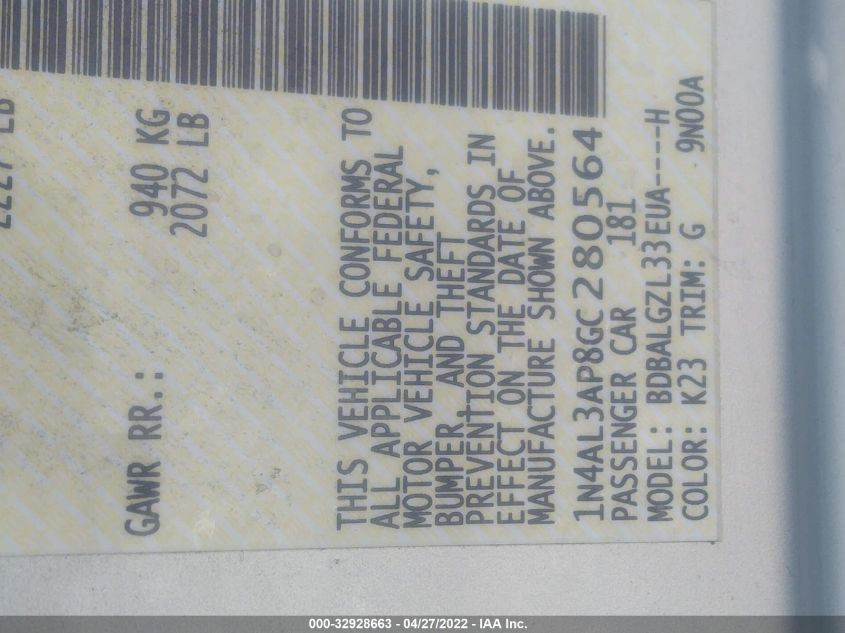 2227 LB
GAWR RR.: 940 KG
2072 LB
THIS VEHICLE CONFORMS TO
ALL APPLICABLE FEDERAL
MOTOR VEHICLE SAFETY,
BUMPER, AND THEFT
PREVENTION STANDARDS IN
EFFECT ON THE DATE OF
MANUFACTURE SHOWN ABOVE.
1N4AL3AP8GC280564
PASSENGER CAR 181
MODEL: BDBALGZL33EUA----H
COLOR: K23 TRIM: G 9N00A
000-32928663 - 04/27/2022 - IAA Inc.